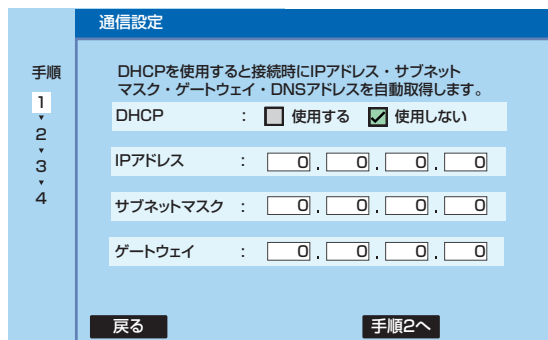 通信設定
手順
1
2
3
4
DHCPを使用すると接続時にIPアドレス・サブネット
マスク・ゲートウェイ・DNSアドレスを自動取得します。
DHCP : 使用する 使用しない
IPアドレス : 0 . 0 . 0 . 0
サブネットマスク : 0 . 0 . 0 . 0
ゲートウェイ : 0 . 0 . 0 . 0
戻る 手順2へ